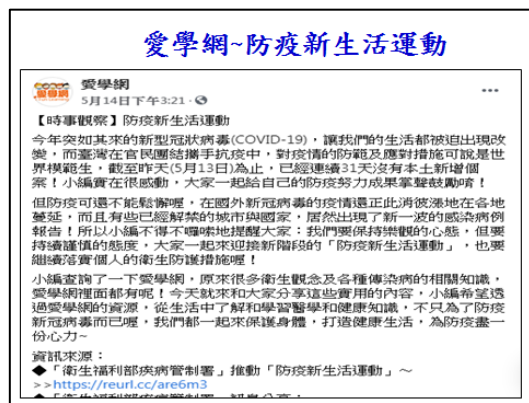 愛學網~防疫新生活運動
愛學網
愛學網
5月14日下午3:21 ·
...
【時事觀察】防疫新生活運動
今年突如其來的新型冠狀病毒(COVID-19)，讓我們的生活都被迫出現改
變，而臺灣在官民團結攜手抗疫中，對疫情的防範及應對措施可說是世
界模範生，截至昨天(5月13日)為止，已經連續31天沒有本土新增個
案！小編實在很感動，大家一起給自己的防疫努力成果掌聲鼓勵唷！
但防疫可還不能鬆懈喔，在國外新冠病毒的疫情還正此消彼漲地在各地
蔓延，而且有些已經解禁的城市與國家，居然出現了新一波的感染病例
報告！所以小編不得不囉嗦地提醒大家：我們要保持樂觀的心態，但要
持續謹慎的態度，大家一起來迎接新階段的「防疫新生活運動」，也要
繼續落實個人的衛生防護措施喔！
小編查詢了一下愛學網，原來很多衛生觀念及各種傳染病的相關知識，
愛學網裡面都有呢！今天就來和大家分享這些實用的內容，小編希望透
過愛學網的資源，從生活中了解和學習醫學和健康知識，不只為了防疫
新冠病毒而已喔，我們都一起來保護身體，打造健康生活，為防疫盡一
份心力~
資訊來源：
◆「衛生福利部疾病管制署」推動「防疫新生活運動」～
>>https://reurl.cc/are6m3